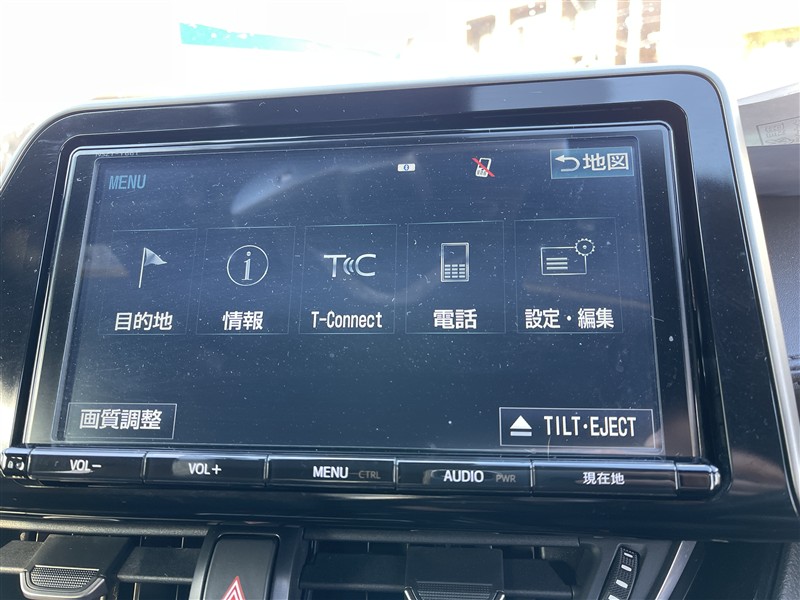 MENU
0
地図
i
TC
目的地
情報
T-Connect
電話
設定・編集
画質調整
TILT・EJECT
VOL−
VOL+
MENU CTRL
AUDIO PWR
現在地